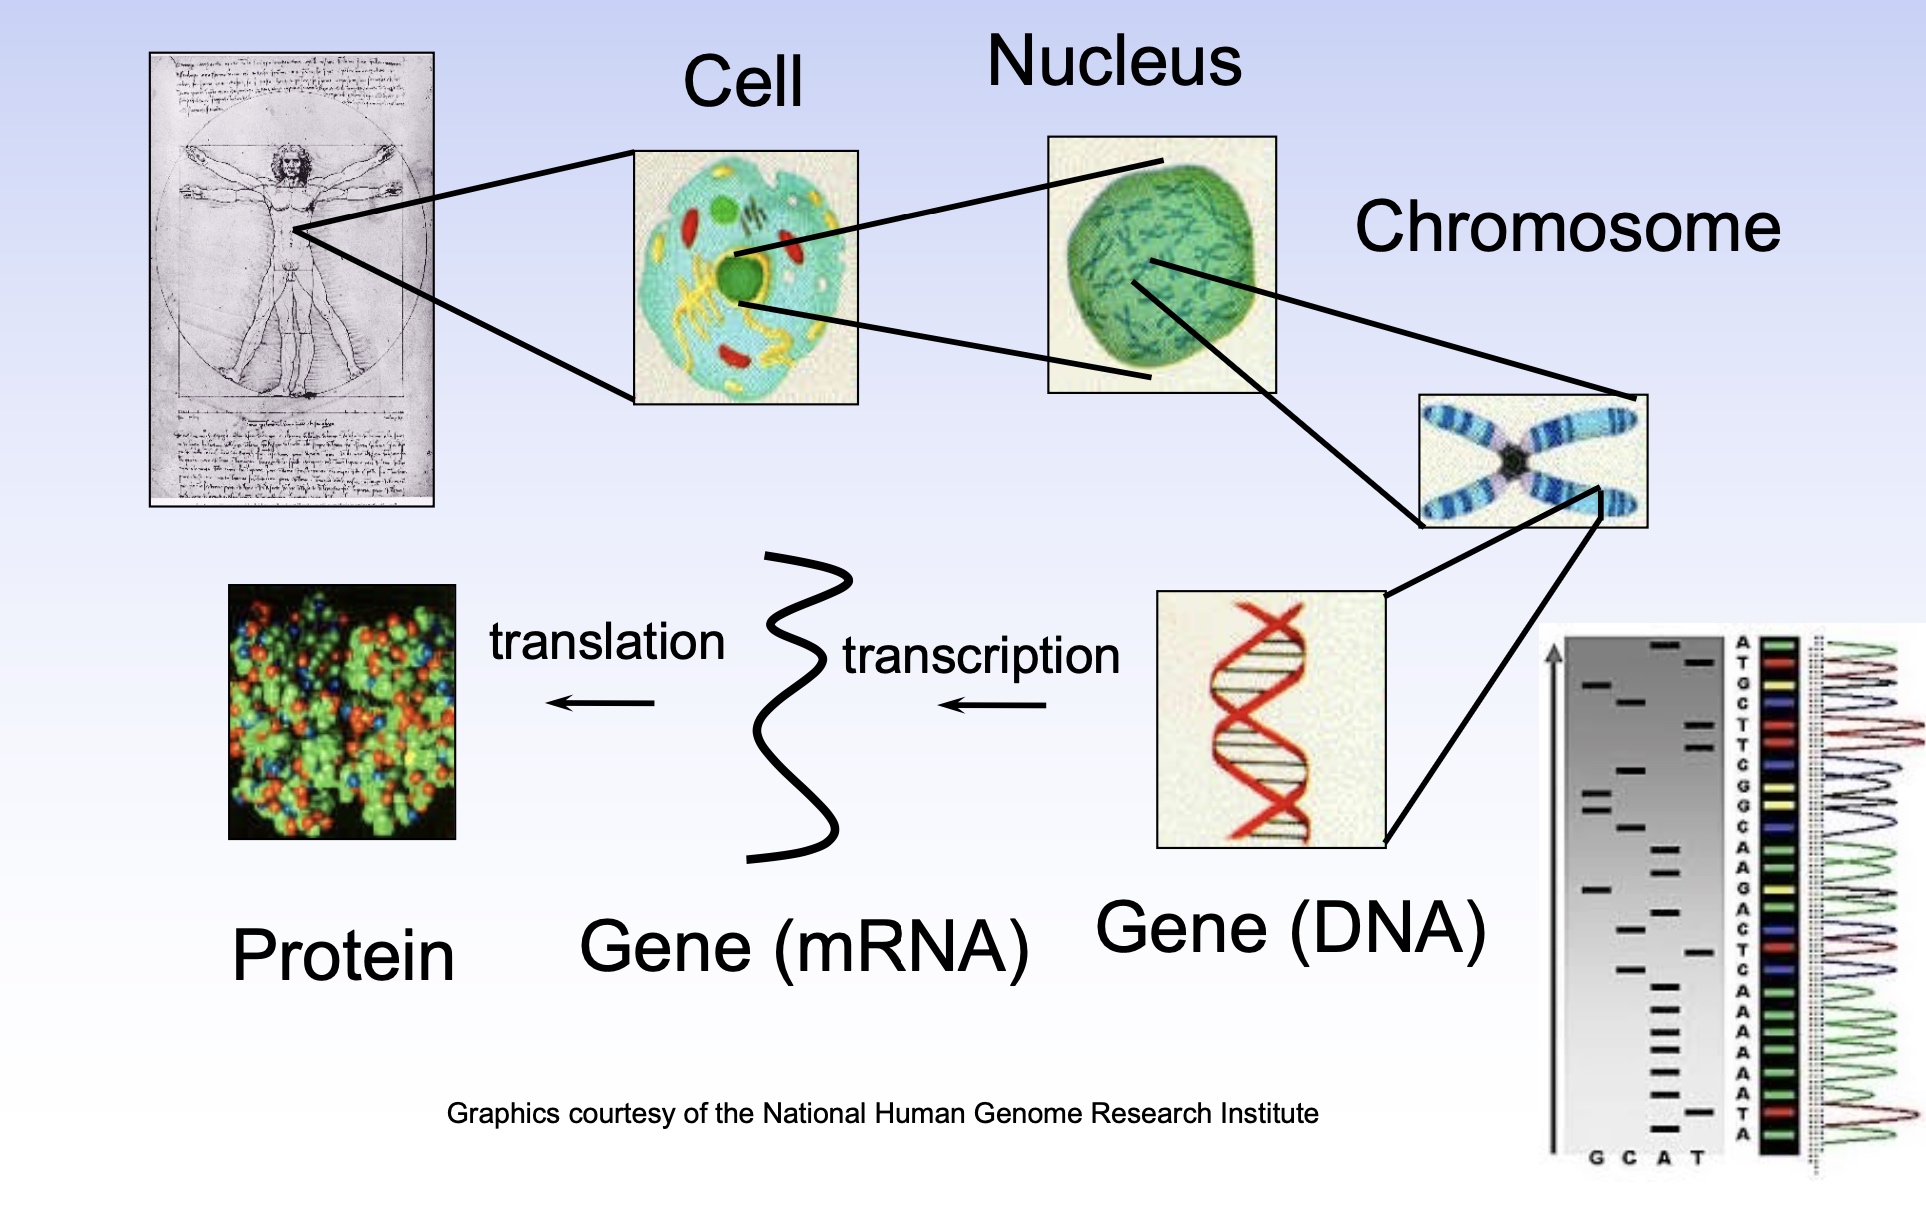 Cell
Nucleus
Chromosome
translation
transcription
Protein
Gene (mRNA)
Gene (DNA)
Graphics courtesy of the National Human Genome Research Institute
A
T
G
C
T
T
C
G
G
C
A
A
G
A
C
T
C
A
A
A
A
A
A
T
A
G C A T